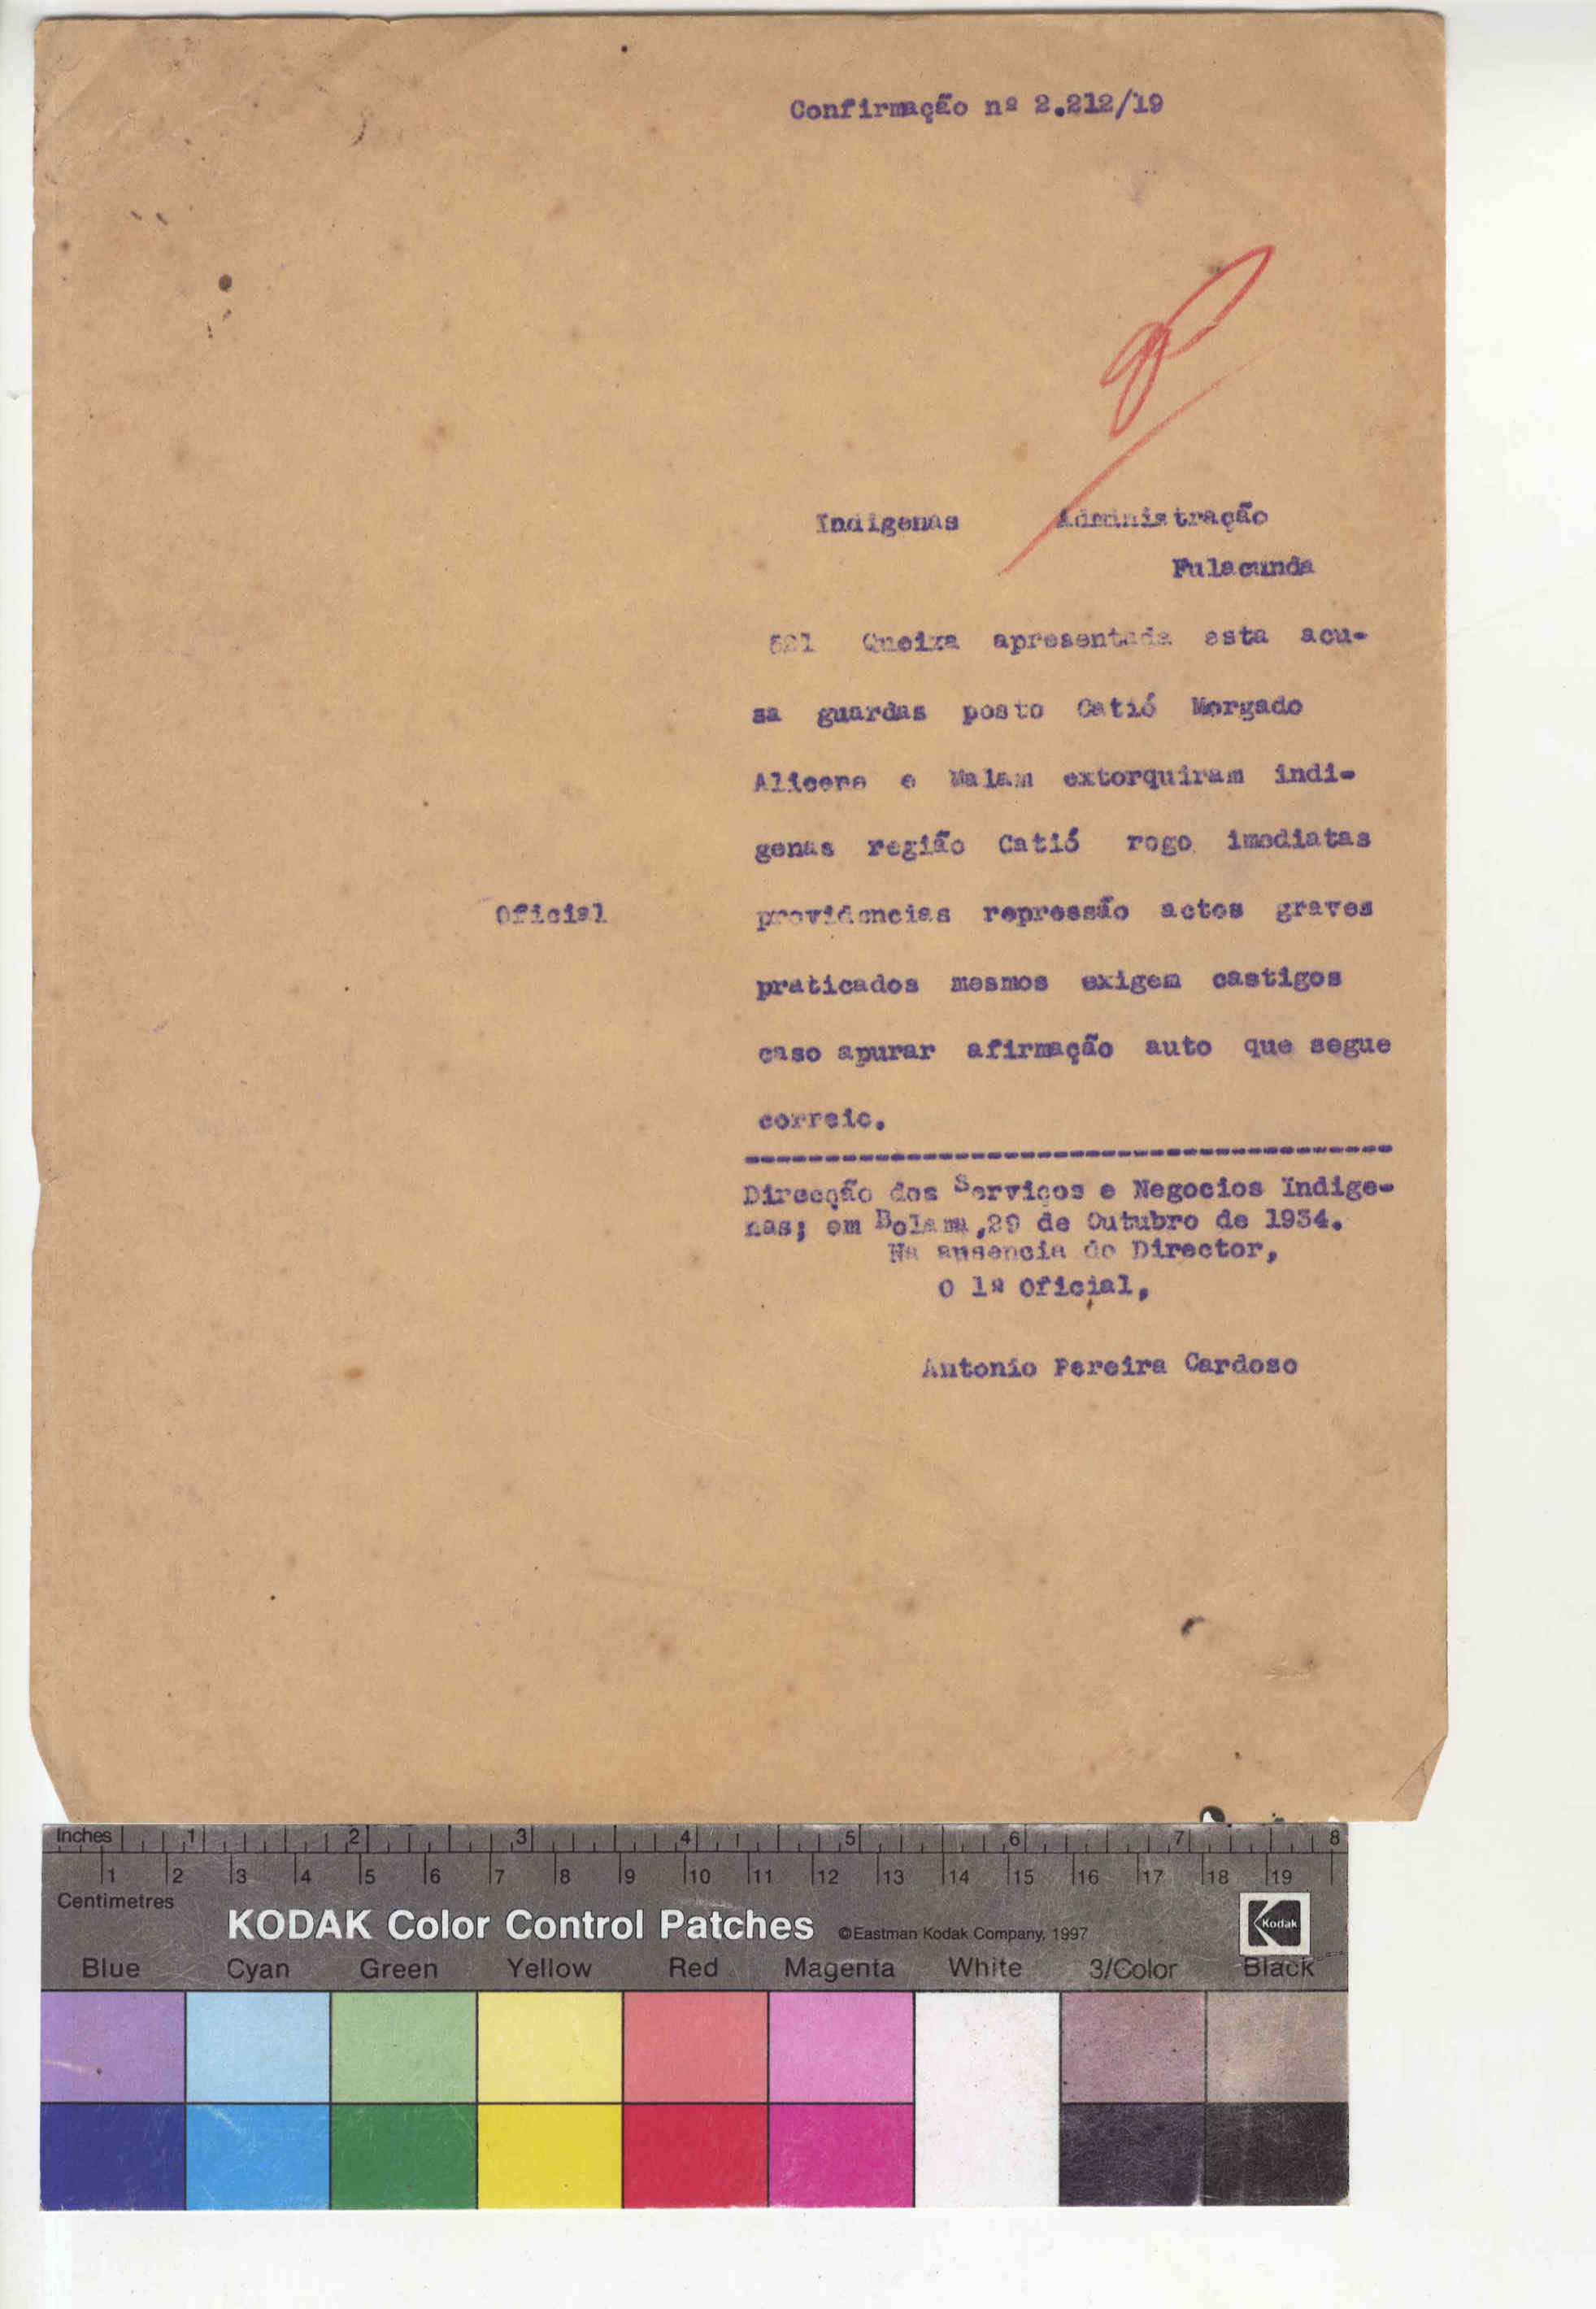 Confirmação nº 2.212/19
Indigenas Administração
Fulacunda
521 Queixa apresentada esta acu-
sa guardas posto Catió Morgado
Alicene e Malam extorquiram indi-
genas região Catió rogo imediatas
Oficial
providencias repressão actos graves
praticados mesmos exigem castigos
caso apurar afirmação auto que segue
correio.
Direcção dos Serviços e Negocios Indige-
nas; em Bolama,29 de Outubro de 1934.
Na ausencia do Director,
O 1º Oficial,
Antonio Pereira Cardoso
Inches 1 2 3 4 5 6 7 8
1 2 3 4 5 6 7 8 9 10 11 12 13 14 15 16 17 18 19
Centimetres
KODAK Color Control Patches ©Eastman Kodak Company, 1997 Kodak
Blue Cyan Green Yellow Red Magenta White 3/Color Black